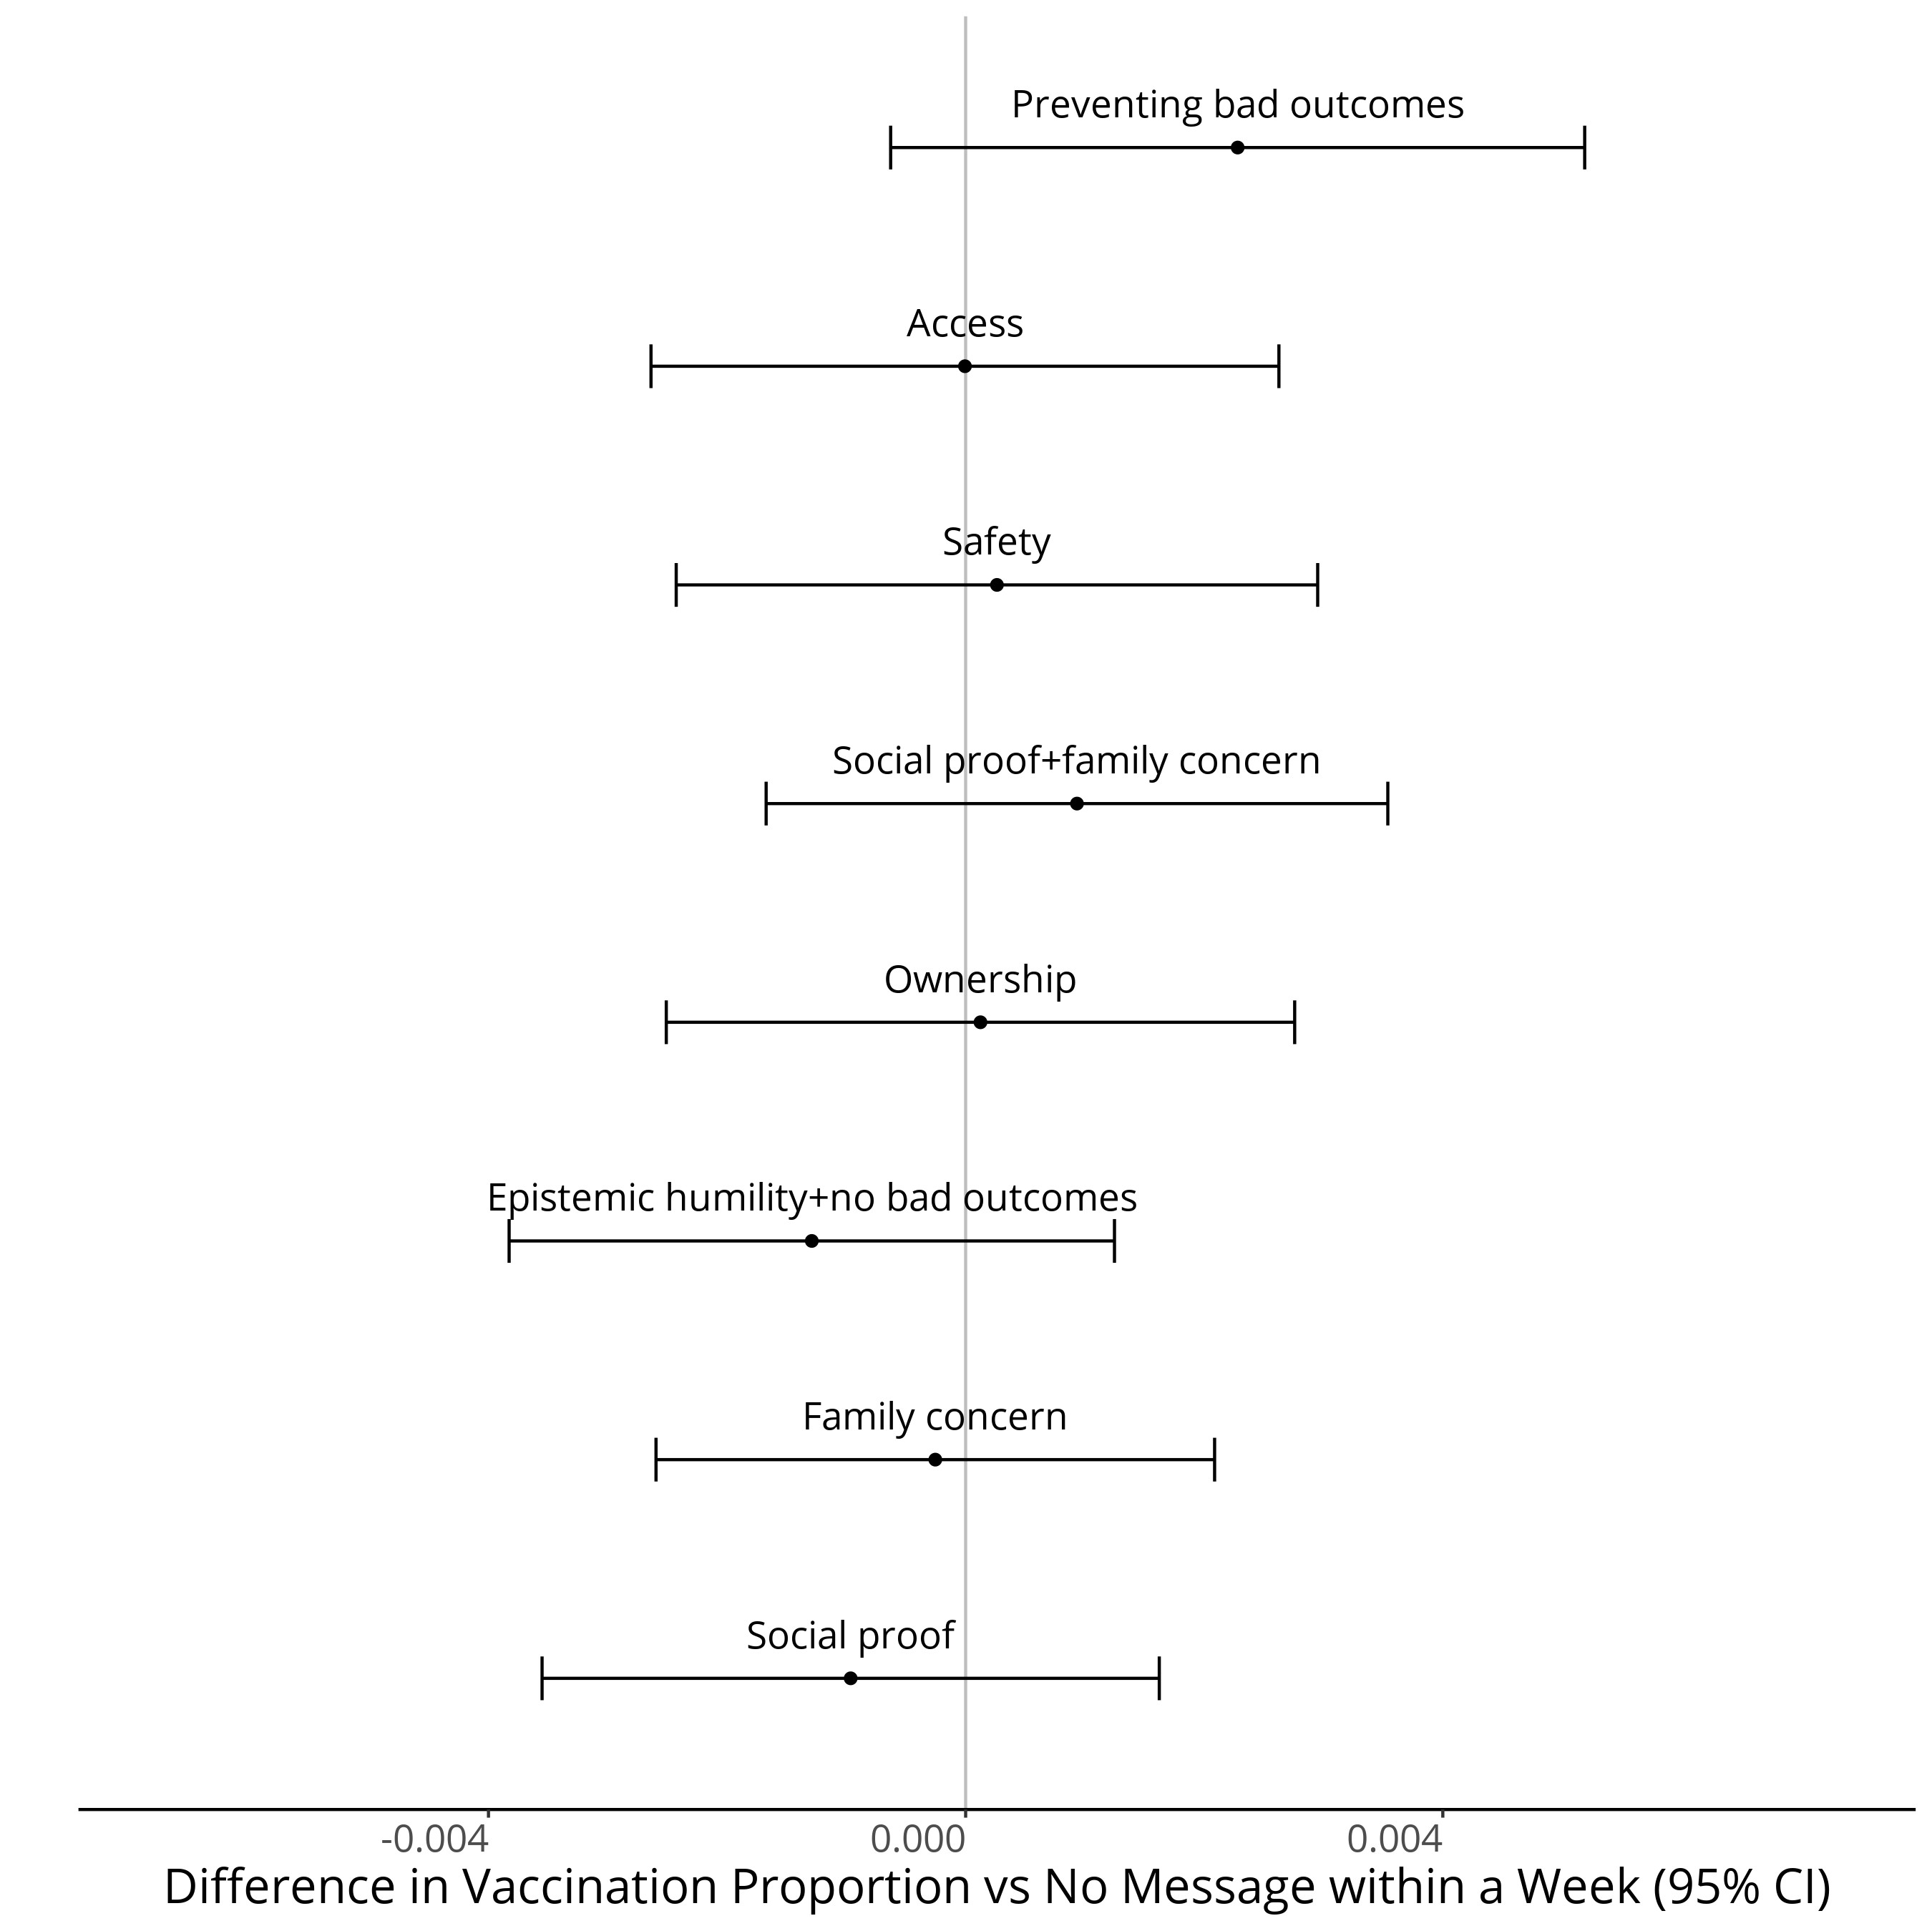 Preventing bad outcomes
Access
Safety
Social proof+family concern
Ownership
Epistemic humility+no bad outcomes
Family concern
Social proof
-0.004 0.000 0.004
Difference in Vaccination Proportion vs No Message within a Week (95% CI)